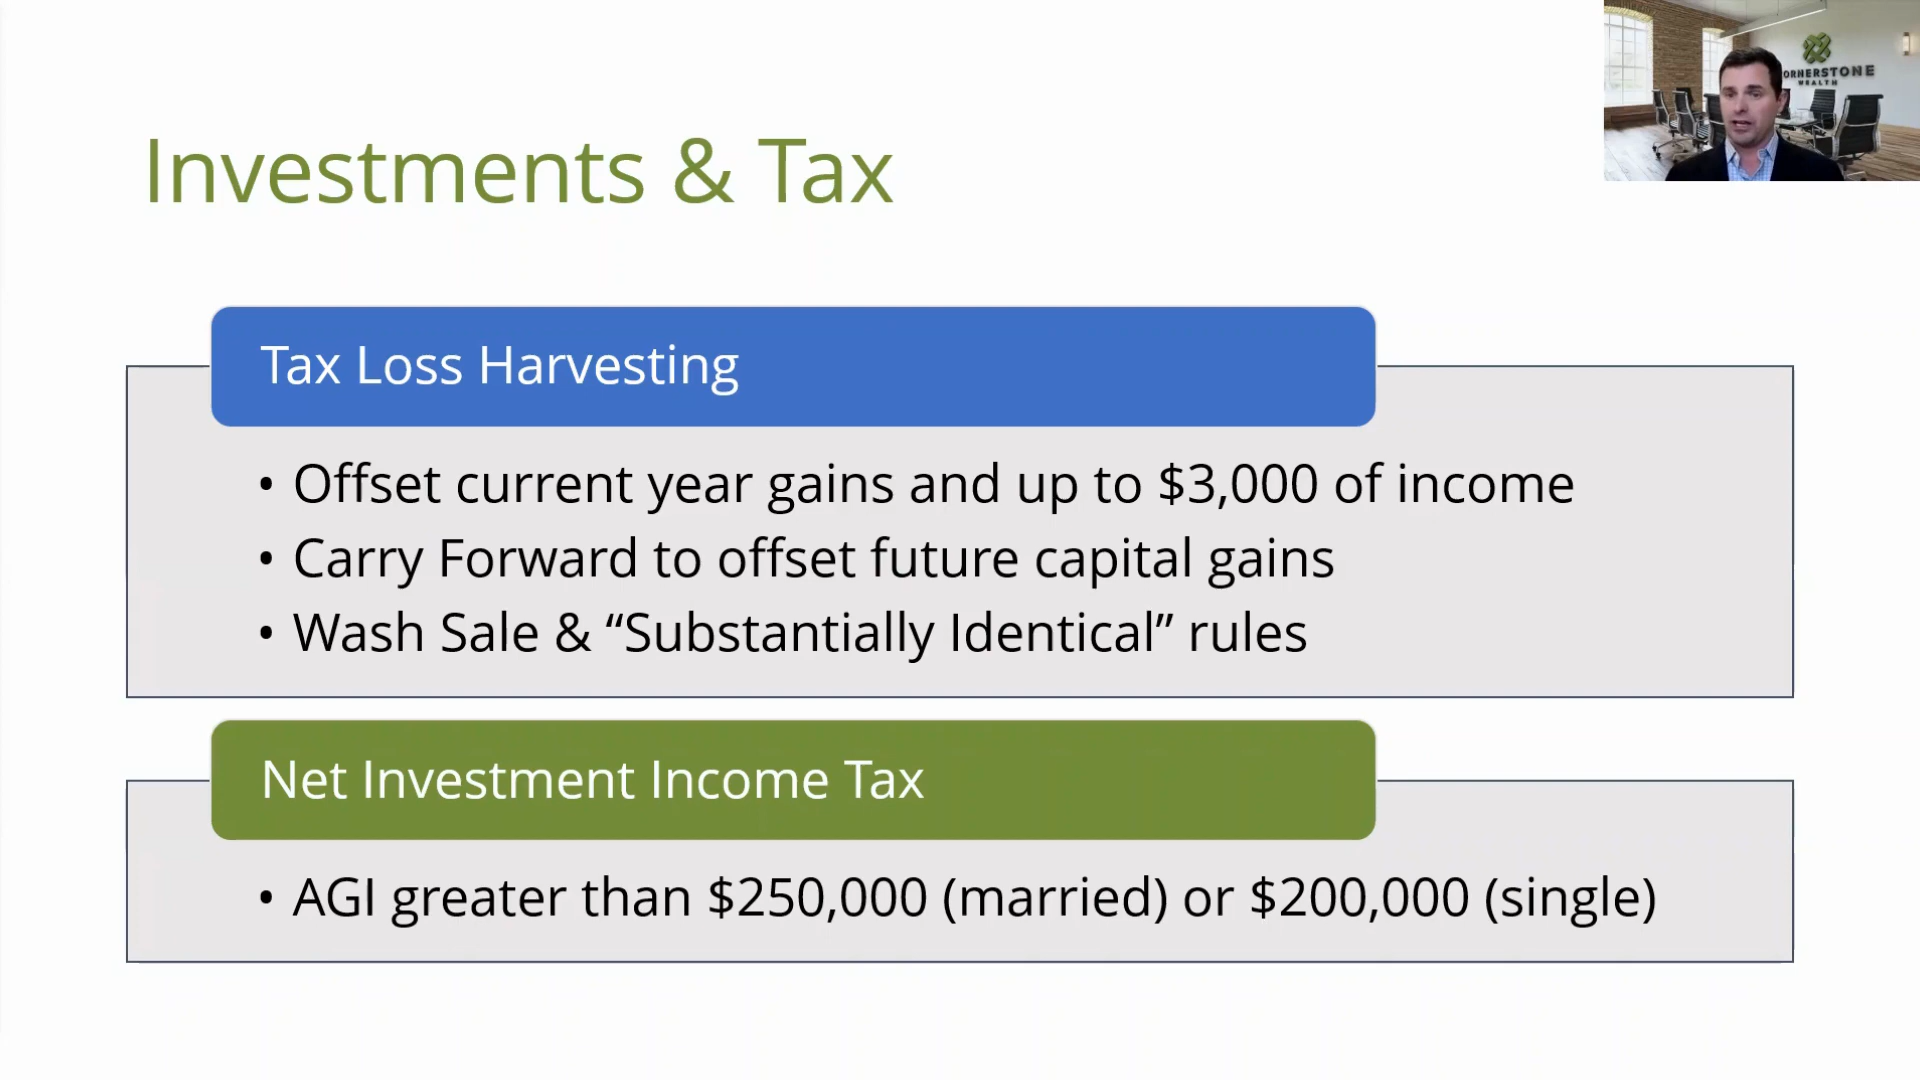 ORNERSTONE
WEALTH
Investments & Tax
Tax Loss Harvesting
• Offset current year gains and up to $3,000 of income
• Carry Forward to offset future capital gains
• Wash Sale & “Substantially Identical” rules
Net Investment Income Tax
• AGI greater than $250,000 (married) or $200,000 (single)